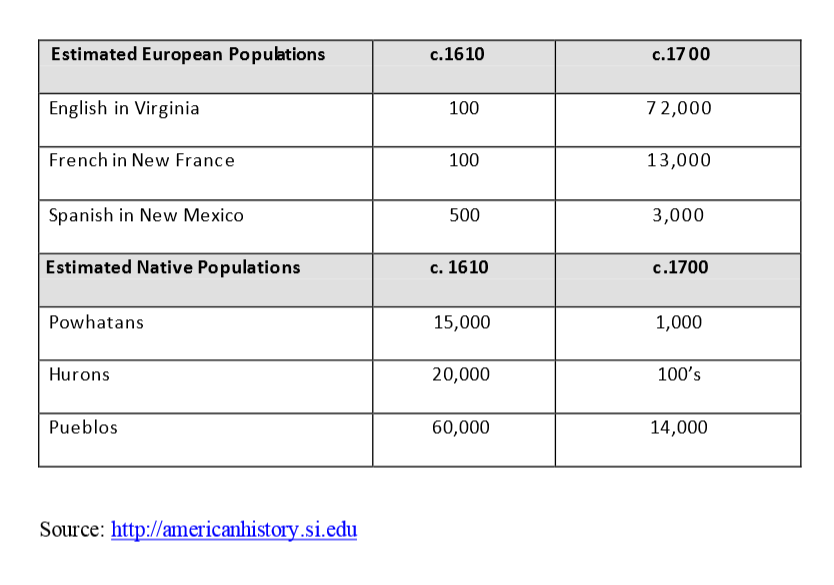 Estimated European Populations c.1610 c.1700
English in Virginia 100 72,000
French in New France 100 13,000
Spanish in New Mexico 500 3,000
Estimated Native Populations c. 1610 c.1700
Powhatans 15,000 1,000
Hurons 20,000 100’s
Pueblos 60,000 14,000
Source: http://americanhistory.si.edu